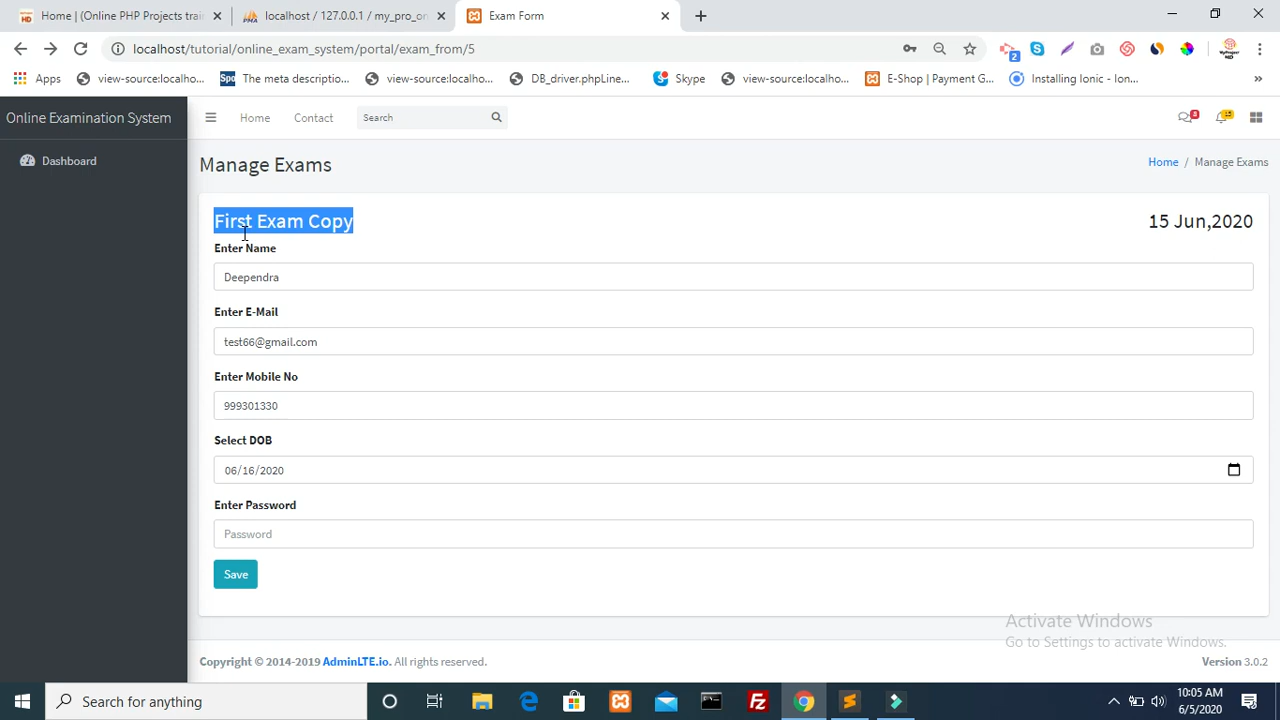 Home | (Online PHP Projects trai
localhost / 127.0.0.1 / my_pro_on
Exam Form
localhost/tutorial/online_exam_system/portal/exam_from/5
2
Apps
view-source:localho...
Spo
The meta descriptio...
view-source:localho...
DB_driver.phpLine...
Skype
view-source:localho...
E-Shop | Payment G...
Installing Ionic - Ion...
»
Online Examination System
Home
Contact
Search
Dashboard
Manage Exams
Home / Manage Exams
First Exam Copy
15 Jun,2020
Enter Name
Deependra
Enter E-Mail
test66@gmail.com
Enter Mobile No
999301330
Select DOB
06/16/2020
Enter Password
Password
Save
Activate Windows
Go to Settings to activate Windows.
Copyright © 2014-2019 AdminLTE.io. All rights reserved.
Version 3.0.2
Search for anything
10:05 AM
6/5/2020